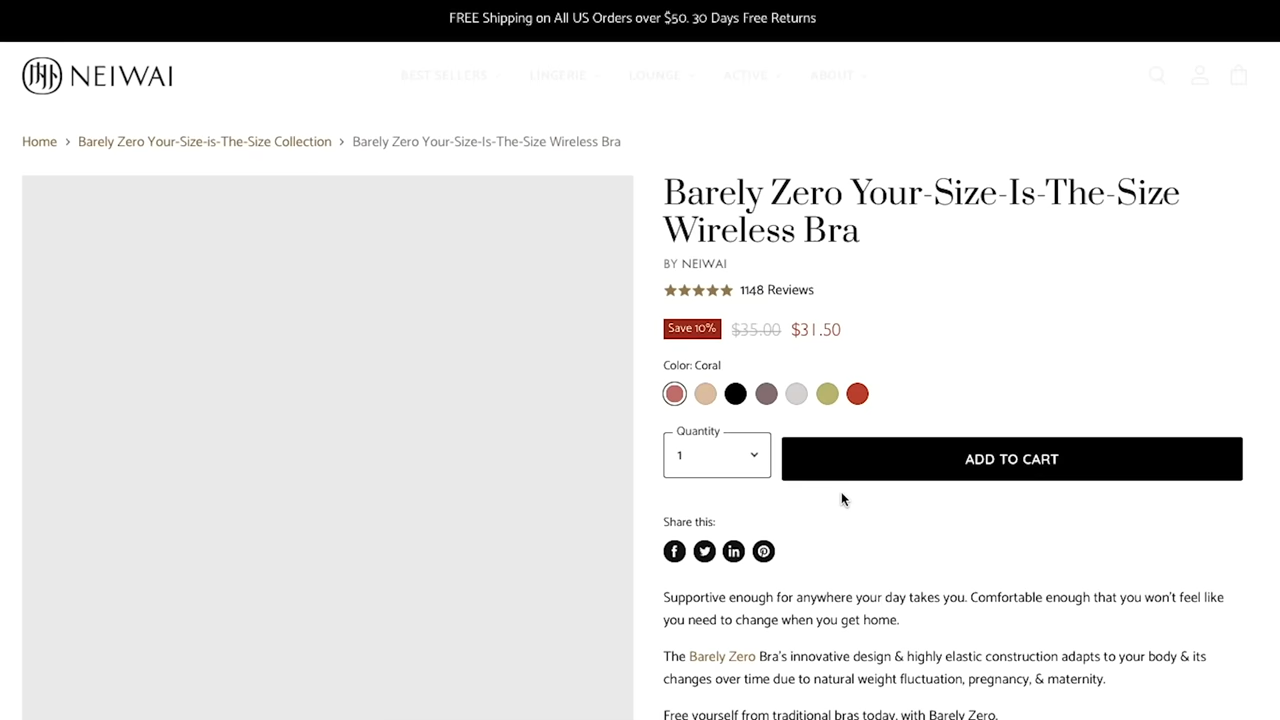 FREE Shipping on All US Orders over $50. 30 Days Free Returns
NEIWAI
BEST SELLERS LINGERIE LOUNGE ACTIVE ABOUT
Home > Barely Zero Your-Size-is-The-Size Collection > Barely Zero Your-Size-Is-The-Size Wireless Bra
Barely Zero Your-Size-Is-The-Size
Wireless Bra
BY NEIWAI
1148 Reviews
Save 10% $35.00 $31.50
Color: Coral
Quantity
1
ADD TO CART
Share this:
Supportive enough for anywhere your day takes you. Comfortable enough that you won't feel like
you need to change when you get home.
The Barely Zero Bra's innovative design & highly elastic construction adapts to your body & its
changes over time due to natural weight fluctuation, pregnancy, & maternity.
Free yourself from traditional bras today, with Barely Zero.